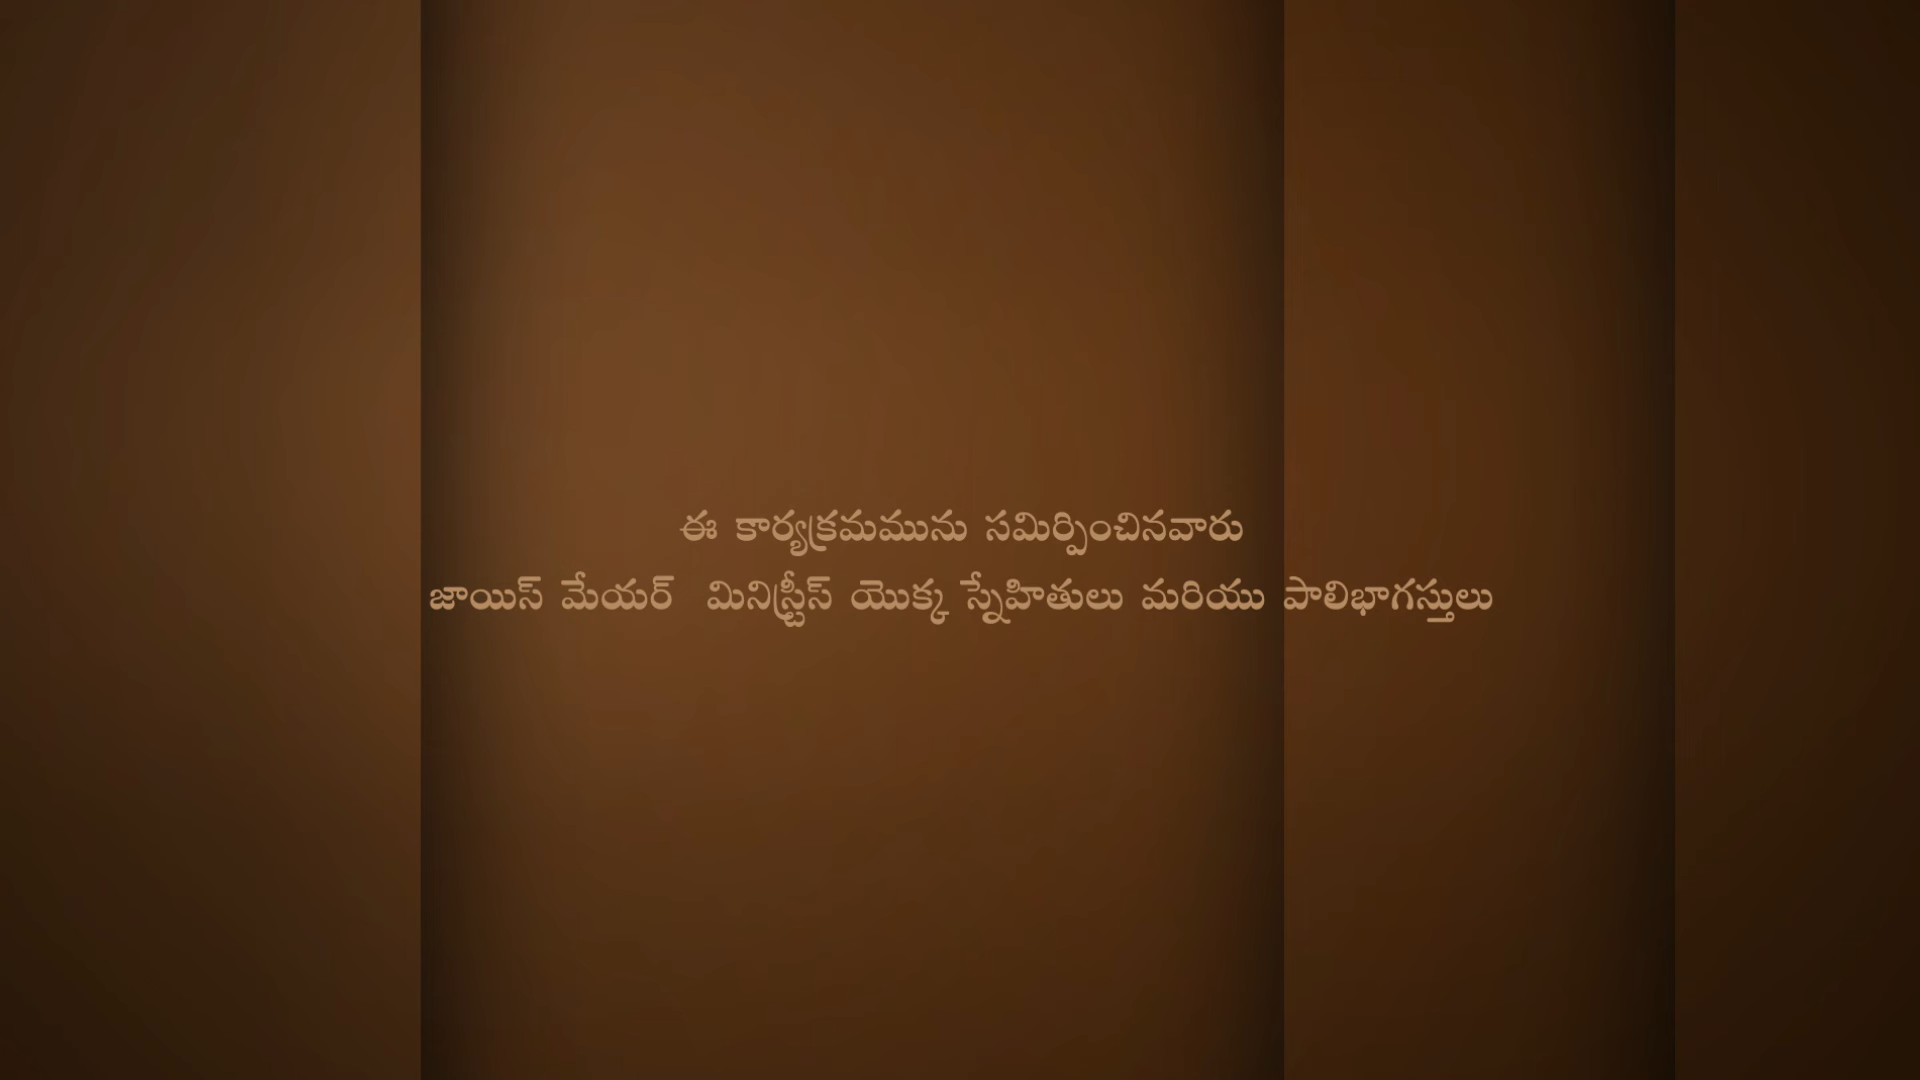 ఈ కార్యక్రమమును సమిర్పించినవారు
జాయిస్ మేయర్ మినిస్ట్రీస్ యొక్క స్నేహితులు మరియు పాలిభాగస్తులు